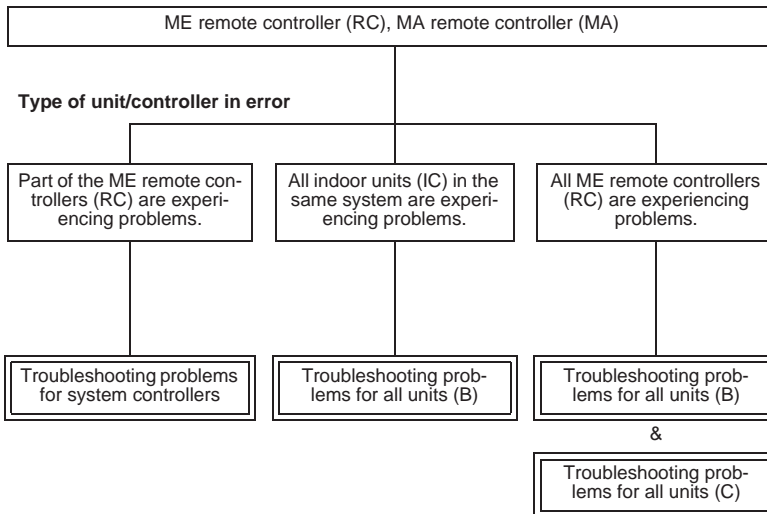 ME remote controller (RC), MA remote controller (MA)
Type of unit/controller in error
Part of the ME remote con-
trollers (RC) are experi-
encing problems.
All indoor units (IC) in the
same system are experi-
encing problems.
All ME remote controllers
(RC) are experiencing
problems.
Troubleshooting problems
for system controllers
Troubleshooting prob-
lems for all units (B)
Troubleshooting prob-
lems for all units (B)
&
Troubleshooting prob-
lems for all units (C)